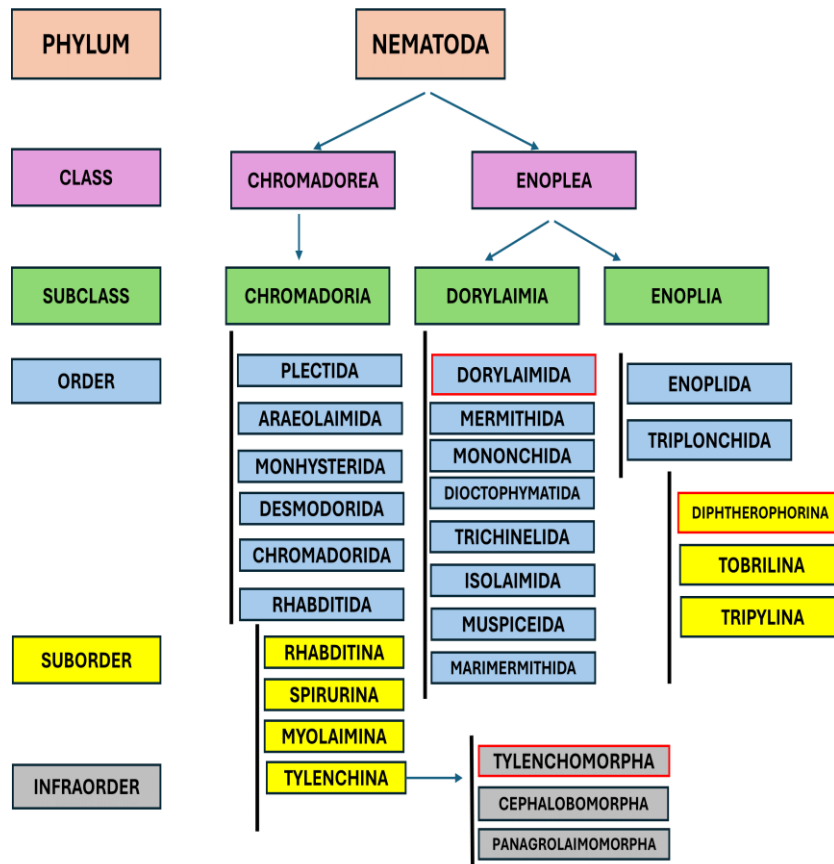 PHYLUM
NEMATODA
CLASS
CHROMADOREA
ENOPLEA
SUBCLASS
CHROMADORIA
DORYLAIMIA
ENOPLIA
ORDER
PLECTIDA
ARAEOLAIMIDA
MONHYSTERIDA
DESMODORIDA
CHROMADORIDA
RHABDITIDA
DORYLAIMIDA
MERMITHIDA
MONONCHIDA
DIOCTOPHYMATIDA
TRICHINELIDA
ISOLAIMIDA
MUSPICEIDA
MARIMERMITHIDA
ENOPLIDA
TRIPLONCHIDA
DIPHTHEROPHORINA
TOBRILINA
TRIPYLINA
SUBORDER
RHABDITINA
SPIRURINA
MYOLAIMINA
TYLENCHINA
INFRAORDER
TYLENCHOMORPHA
CEPHALOBOMORPHA
PANAGROLAIMOMORPHA